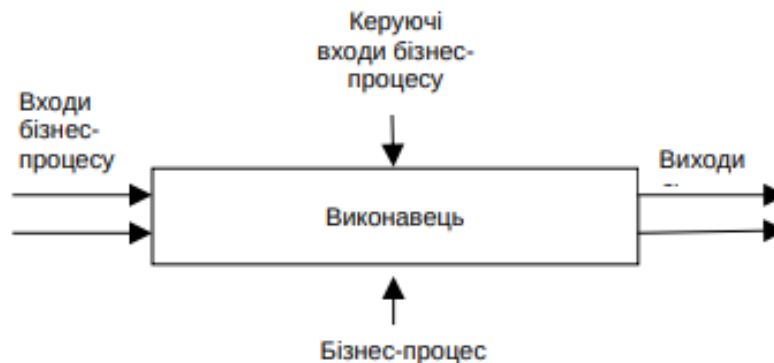 Керуючі
входи бізнес-
процесу
Входи
бізнес-
процесу
Виходи
Виконавець
Бізнес-процес